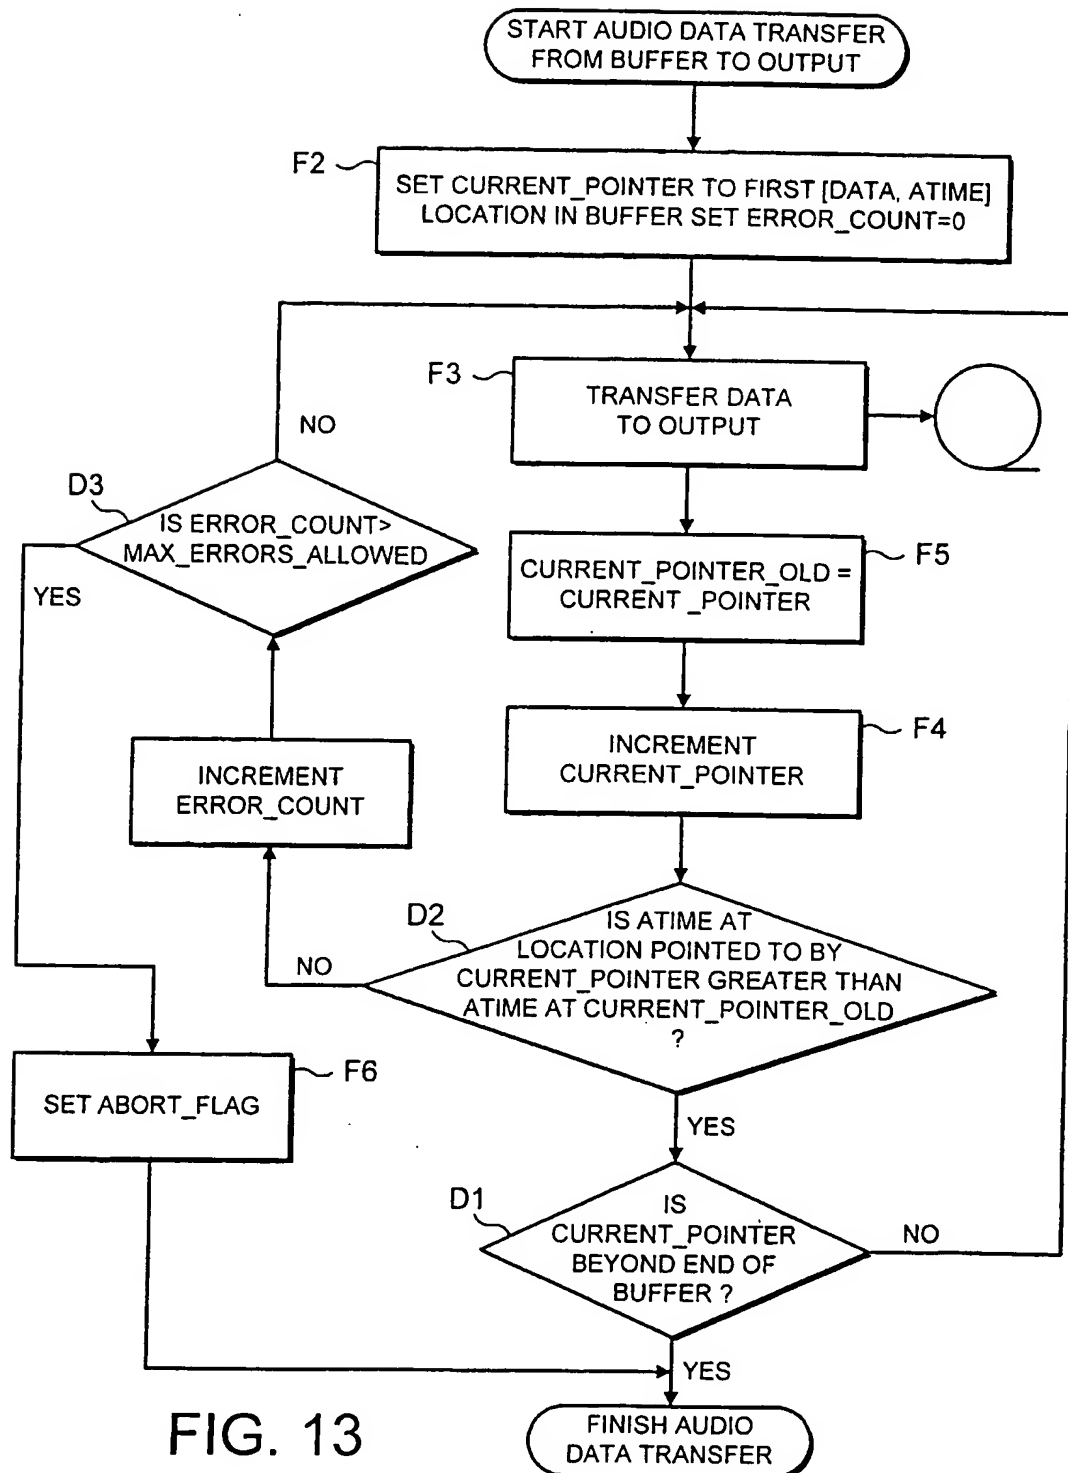 START AUDIO DATA TRANSFER
FROM BUFFER TO OUTPUT
F2
SET CURRENT_POINTER TO FIRST [DATA, ATIME]
LOCATION IN BUFFER SET ERROR_COUNT=0
F3
TRANSFER DATA
TO OUTPUT
NO
D3
IS ERROR_COUNT>
MAX_ERRORS_ALLOWED
YES
F5
CURRENT_POINTER_OLD =
CURRENT _POINTER
F4
INCREMENT
CURRENT_POINTER
INCREMENT
ERROR_COUNT
D2
IS ATIME AT
LOCATION POINTED TO BY
CURRENT_POINTER GREATER THAN
ATIME AT CURRENT_POINTER_OLD
?
NO
F6
SET ABORT_FLAG
YES
D1
IS
CURRENT_POINTER
BEYOND END OF
BUFFER ?
NO
YES
FINISH AUDIO
DATA TRANSFER
FIG. 13